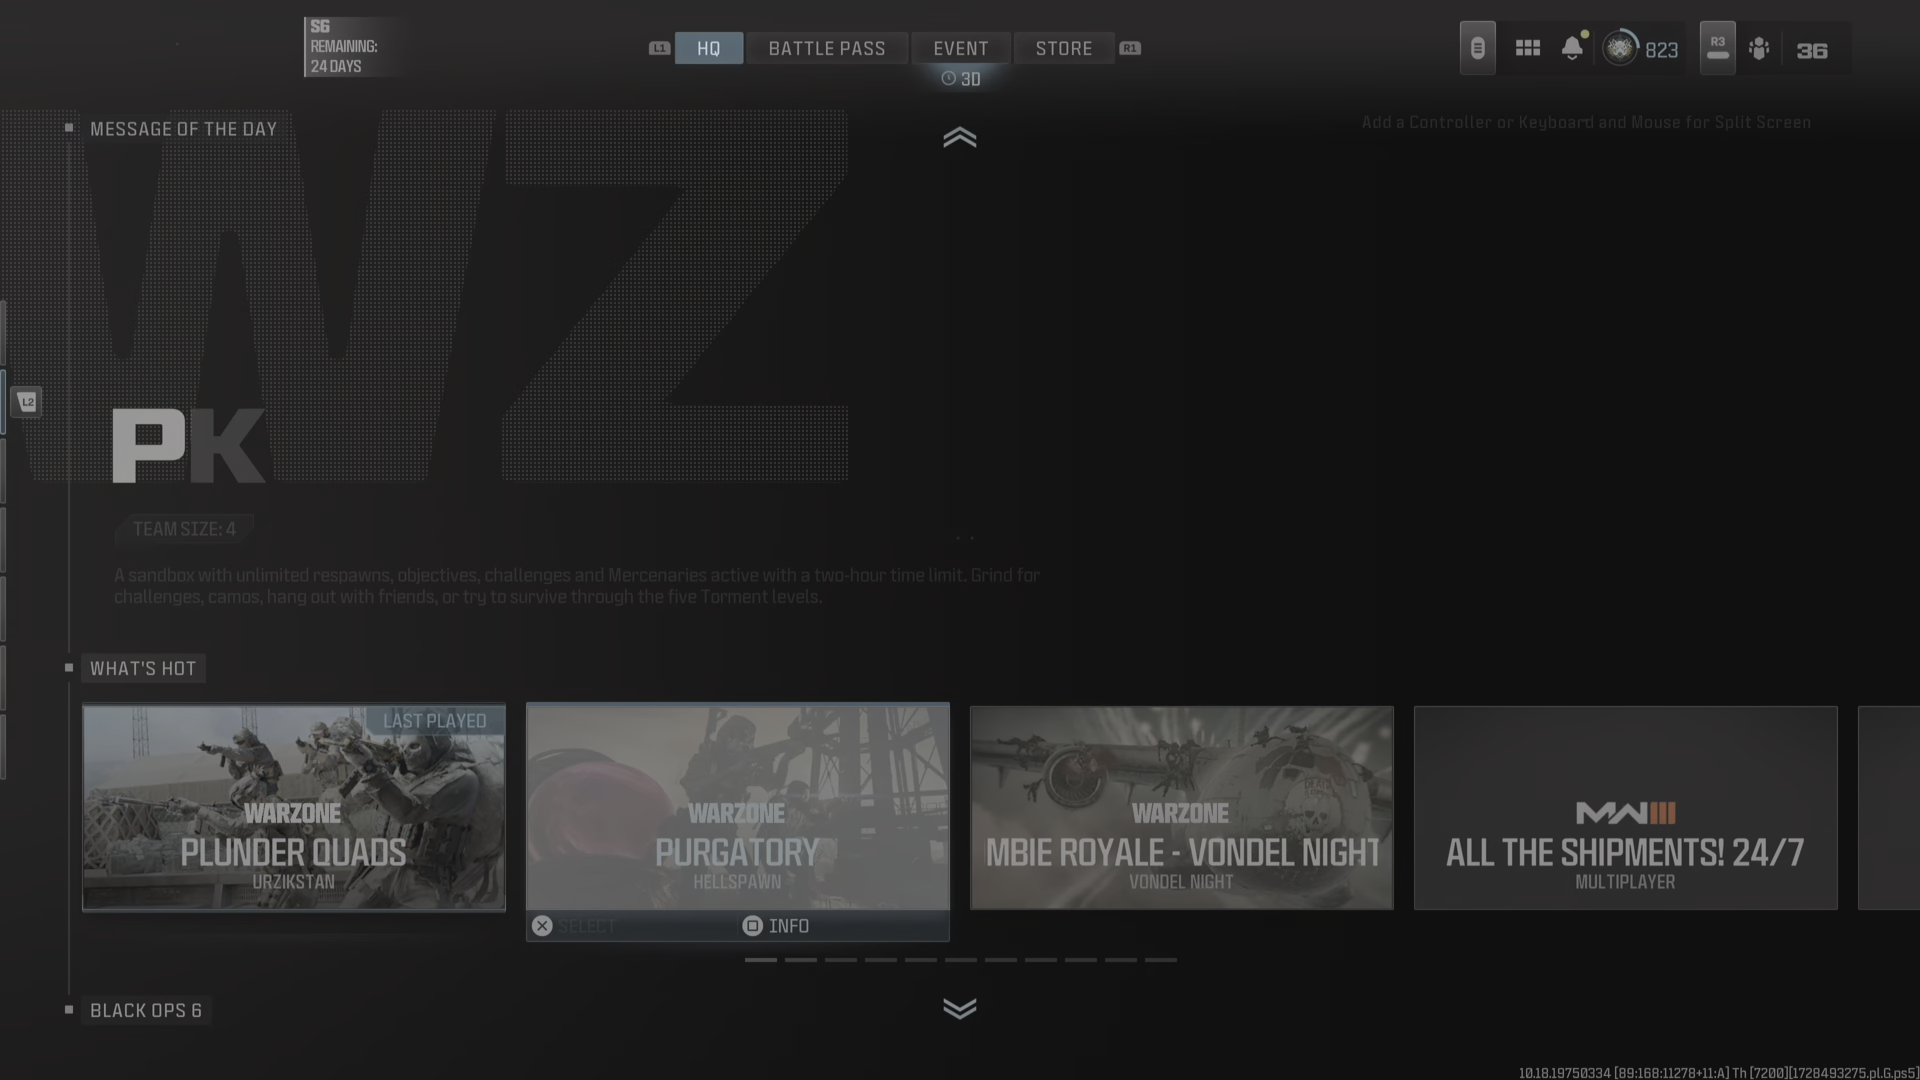 S6
REMAINING:
24 DAYS
L1
HQ
BATTLE PASS
EVENT
STORE
R1
3D
823
R3
36
MESSAGE OF THE DAY
Add a Controller or Keyboard and Mouse for Split Screen
WZ
L2
PK
TEAM SIZE: 4
A sandbox with unlimited respawns, objectives, challenges and Mercenaries active with a two-hour time limit. Grind for
challenges, camos, hang out with friends, or try to survive through the five Torment levels.
WHAT'S HOT
LAST PLAYED
WARZONE
PLUNDER QUADS
URZIKSTAN
WARZONE
PURGATORY
HELLSPAWN
SELECT
INFO
WARZONE
MBIE ROYALE - VONDEL NIGHT
VONDEL NIGHT
MWIII
ALL THE SHIPMENTS! 24/7
MULTIPLAYER
BLACK OPS 6
10.18.19750334 [89:168:11278+11:A] Th [7200][1728493275.pl.G.ps5]